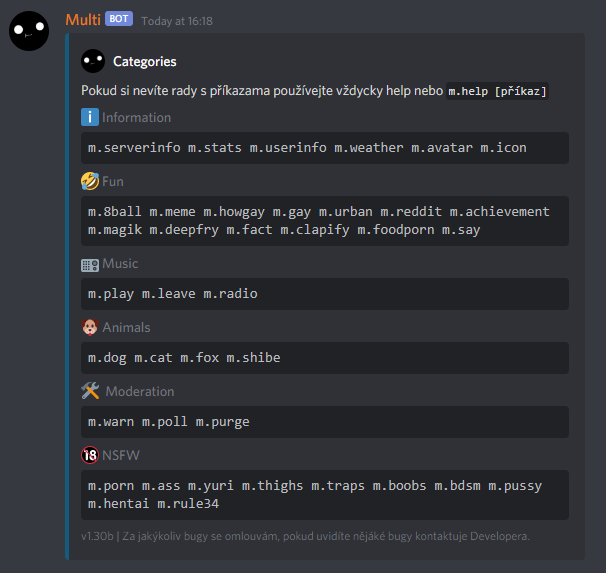 Multi BOT Today at 16:18
Categories
Pokud si nevíte rady s příkazama používejte vždycky help nebo m.help [příkaz]
Information
m.serverinfo m.stats m.userinfo m.weather m.avatar m.icon
Fun
m.8ball m.meme m.howgay m.gay m.urban m.reddit m.achievement
m.magik m.deepfry m.fact m.clapify m.foodporn m.say
Music
m.play m.leave m.radio
Animals
m.dog m.cat m.fox m.shibe
Moderation
m.warn m.poll m.purge
18 NSFW
m.porn m.ass m.yuri m.thighs m.traps m.boobs m.bdsm m.pussy
m.hentai m.rule34
v1.30b | Za jakýkoliv bugy se omlouvám, pokud uvidíte nějáké bugy kontaktuje Developera.